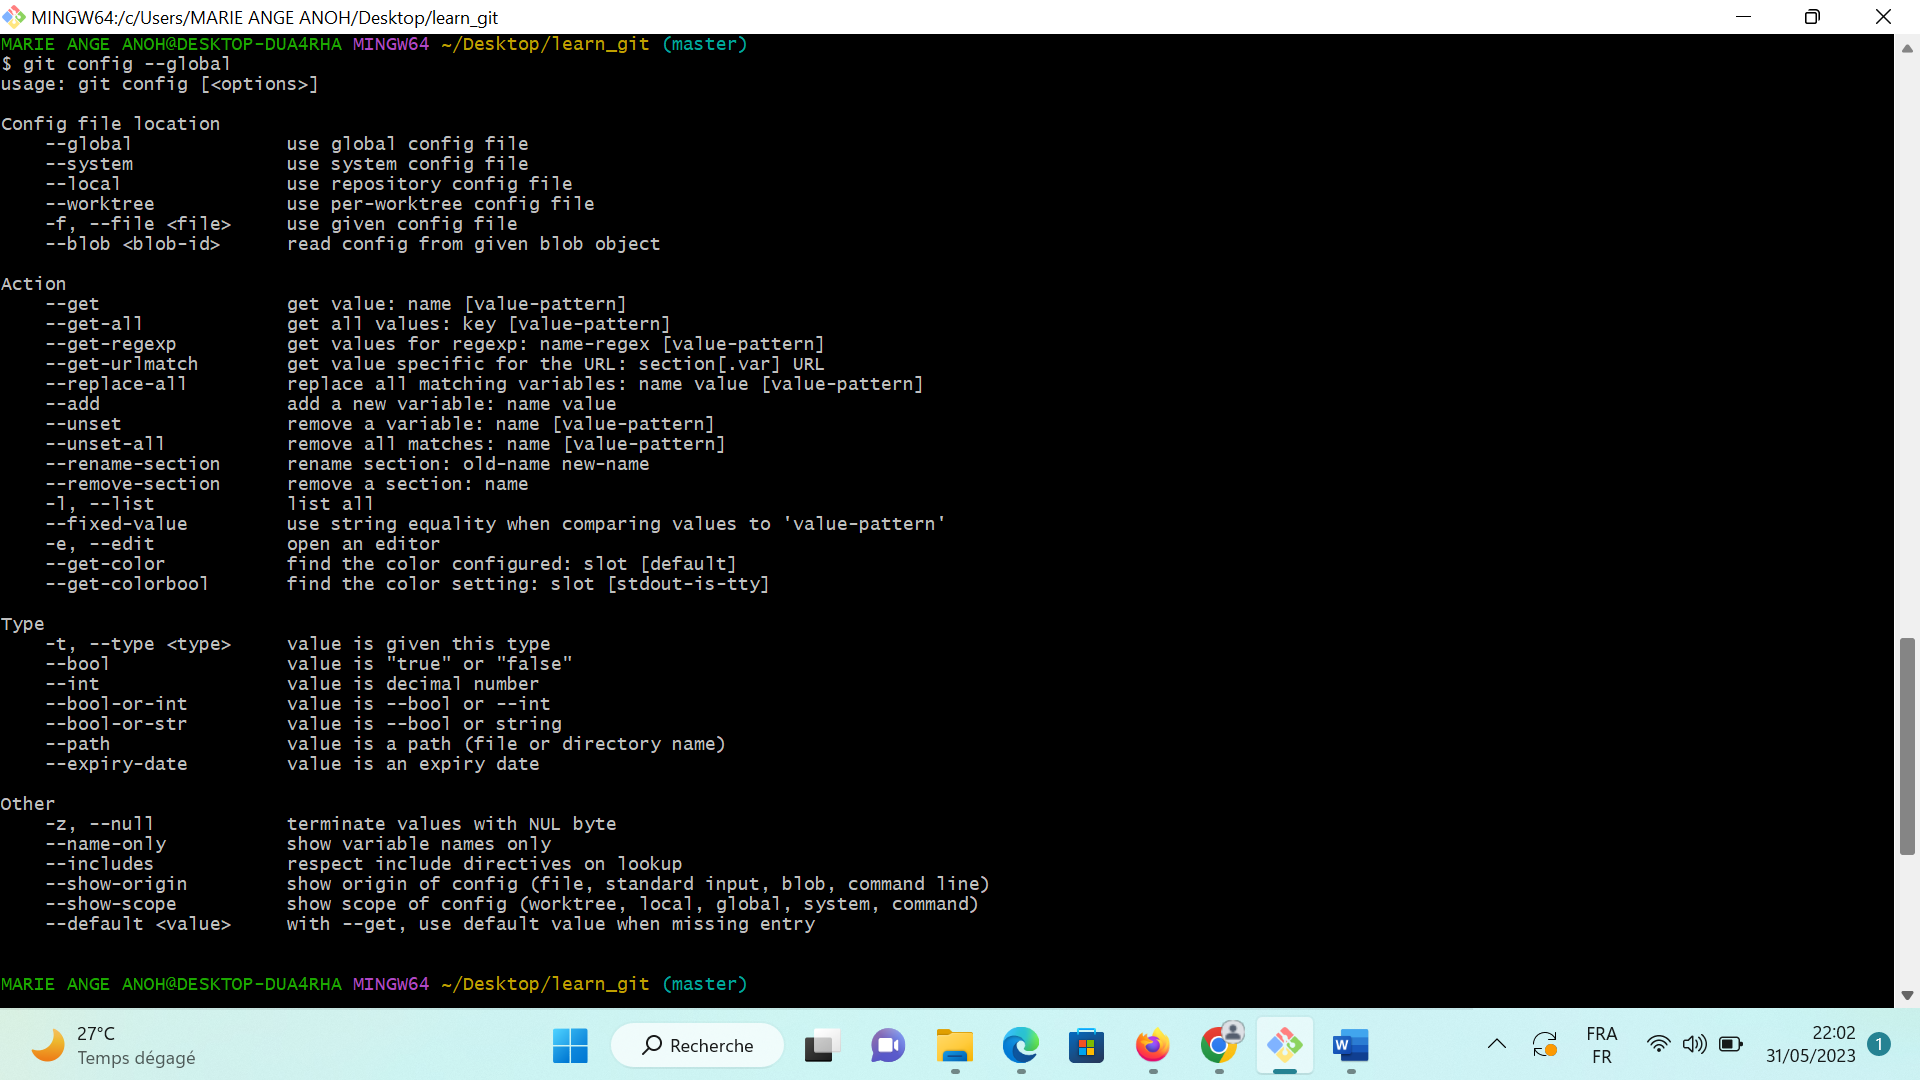 MINGW64:/c/Users/MARIE ANGE ANOH/Desktop/learn_git
MARIE ANGE ANOH@DESKTOP-DUA4RHA MINGW64 ~/Desktop/learn_git (master)
$ git config --global
usage: git config [<options>]

Config file location
    --global              use global config file
    --system              use system config file
    --local               use repository config file
    --worktree            use per-worktree config file
    -f, --file <file>     use given config file
    --blob <blob-id>      read config from given blob object

Action
    --get                 get value: name [value-pattern]
    --get-all             get all values: key [value-pattern]
    --get-regexp          get values for regexp: name-regex [value-pattern]
    --get-urlmatch        get value specific for the URL: section[.var] URL
    --replace-all         replace all matching variables: name value [value-pattern]
    --add                 add a new variable: name value
    --unset               remove a variable: name [value-pattern]
    --unset-all           remove all matches: name [value-pattern]
    --rename-section      rename section: old-name new-name
    --remove-section      remove a section: name
    -l, --list            list all
    --fixed-value         use string equality when comparing values to 'value-pattern'
    -e, --edit            open an editor
    --get-color           find the color configured: slot [default]
    --get-colorbool       find the color setting: slot [stdout-is-tty]

Type
    -t, --type <type>     value is given this type
    --bool                value is "true" or "false"
    --int                 value is decimal number
    --bool-or-int         value is --bool or --int
    --bool-or-str         value is --bool or string
    --path                value is a path (file or directory name)
    --expiry-date         value is an expiry date

Other
    -z, --null            terminate values with NUL byte
    --name-only           show variable names only
    --includes            respect include directives on lookup
    --show-origin         show origin of config (file, standard input, blob, command line)
    --show-scope          show scope of config (worktree, local, global, system, command)
    --default <value>     with --get, use default value when missing entry

MARIE ANGE ANOH@DESKTOP-DUA4RHA MINGW64 ~/Desktop/learn_git (master)
27°C
Temps dégagé
Recherche
W
FRA
FR
22:02
31/05/2023
1